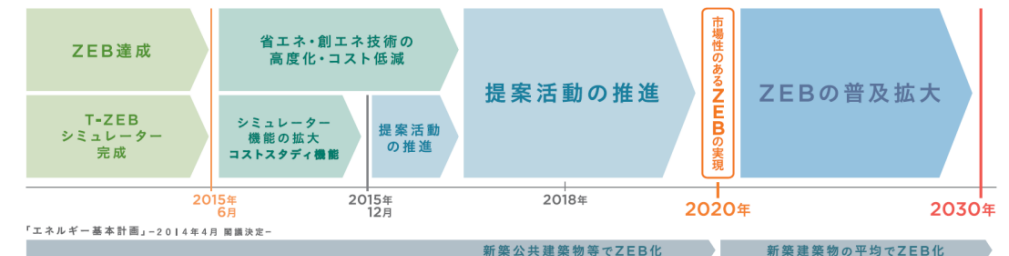 ZEB達成
省エネ・創エネ技術の
高度化・コスト低減
提案活動の推進
市場性のあるZEBの実現
ZEBの普及拡大
T-ZEB
シミュレーター
完成
シミュレーター
機能の拡大
コストスタディ機能
提案活動
の推進
2015年
6月
2015年
12月
2018年
2020年
2030年
「エネルギー基本計画」–2014年4月 閣議決定–
新築公共建築物等でZEB化
新築建築物の平均でZEB化